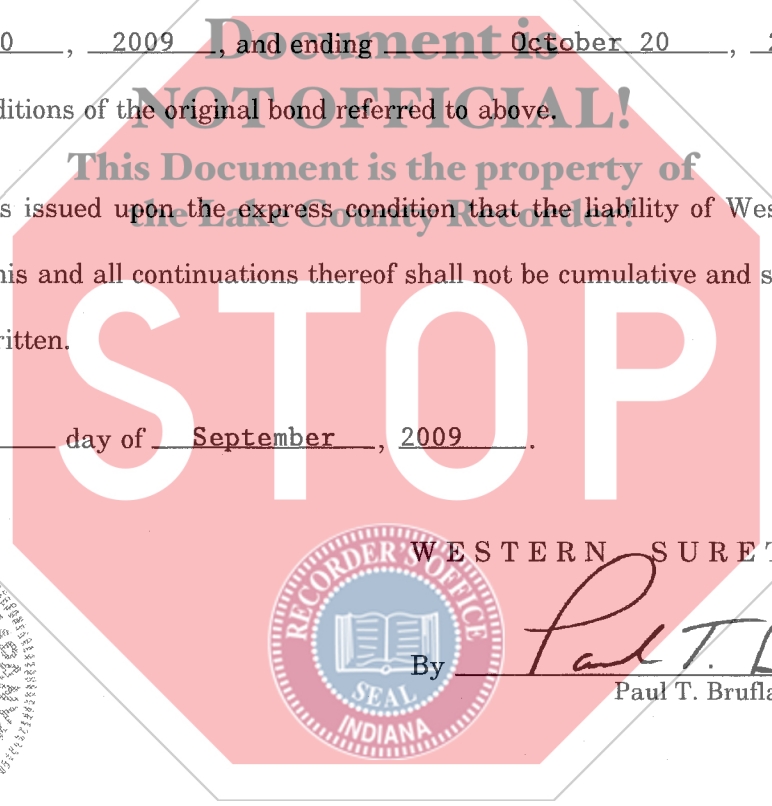 0 , 2009 , and ending October 20 , 2
Document is
ditions of the original bond referred to above.
NOT OFFICIAL!
This Document is the property of
s issued upon the express condition that the liability of Wes
the Lake County Recorder!
his and all continuations thereof shall not be cumulative and s
ritten.
STOP
day of September , 2009 .
WESTERN SURET
RECORDER'S OFFICE
SEAL
INDIANA
By Paul T.
Paul T. Brufla